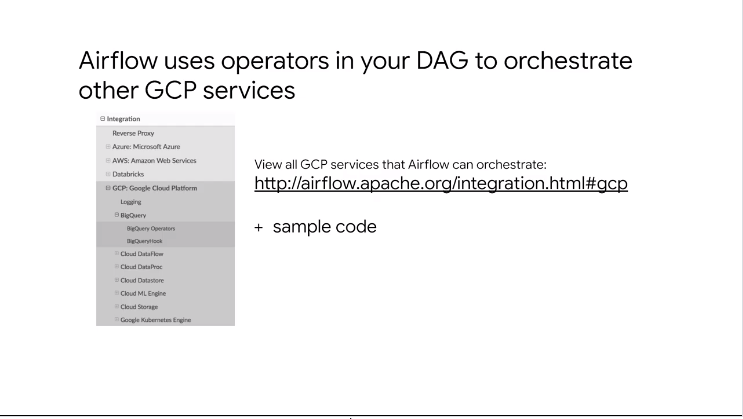 Airflow uses operators in your DAG to orchestrate
other GCP services
Integration
Reverse Proxy
Azure: Microsoft Azure
AWS: Amazon Web Services
Databricks
GCP: Google Cloud Platform
Logging
BigQuery
BigQuery Operators
BigQueryHook
Cloud DataFlow
Cloud DataProc
Cloud Datastore
Cloud ML Engine
Cloud Storage
Google Kubernetes Engine
View all GCP services that Airflow can orchestrate:
http://airflow.apache.org/integration.html#gcp
+ sample code